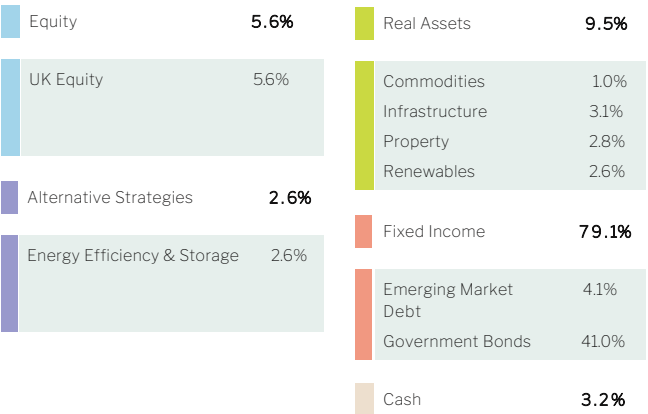 Equity 5.6%
UK Equity 5.6%
Alternative Strategies 2.6%
Energy Efficiency & Storage 2.6%
Real Assets 9.5%
Commodities 1.0%
Infrastructure 3.1%
Property 2.8%
Renewables 2.6%
Fixed Income 79.1%
Emerging Market 4.1%
Debt
Government Bonds 41.0%
Cash 3.2%